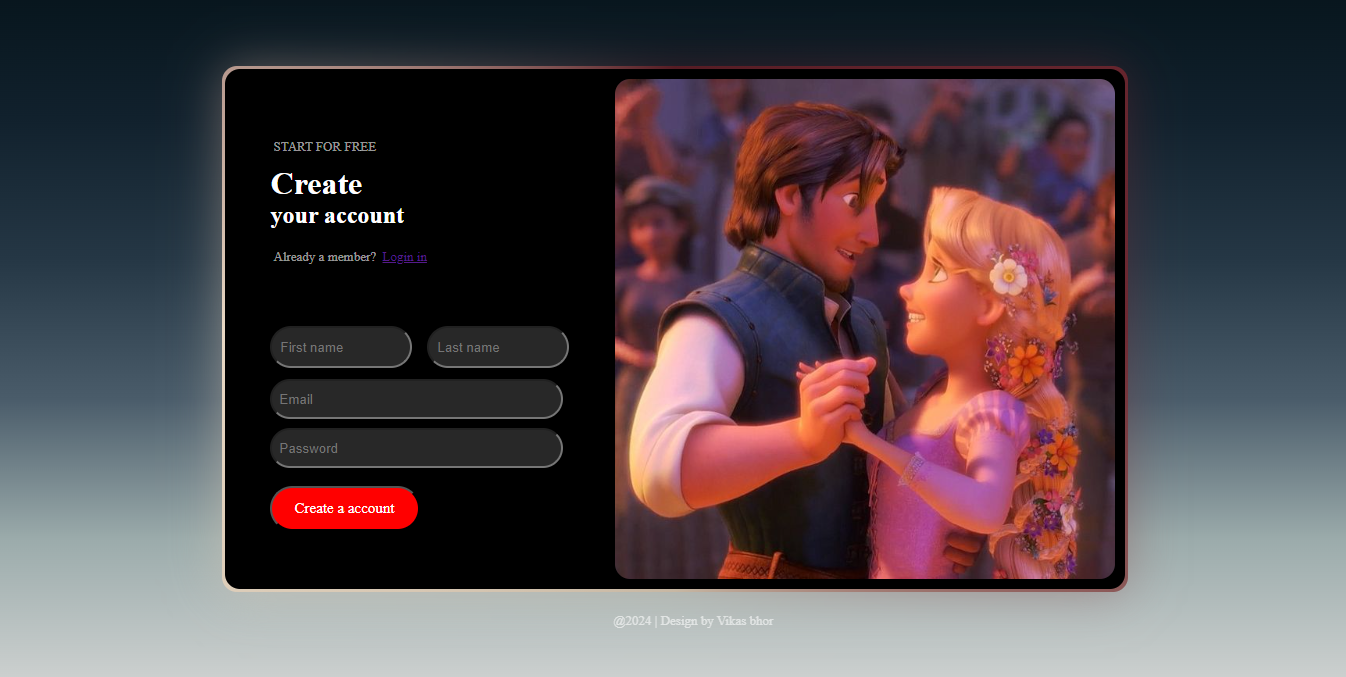 START FOR FREE
Create
your account
Already a member? Login in
First name Last name
Email
Password
Create a account
@2024 | Design by Vikas bhor